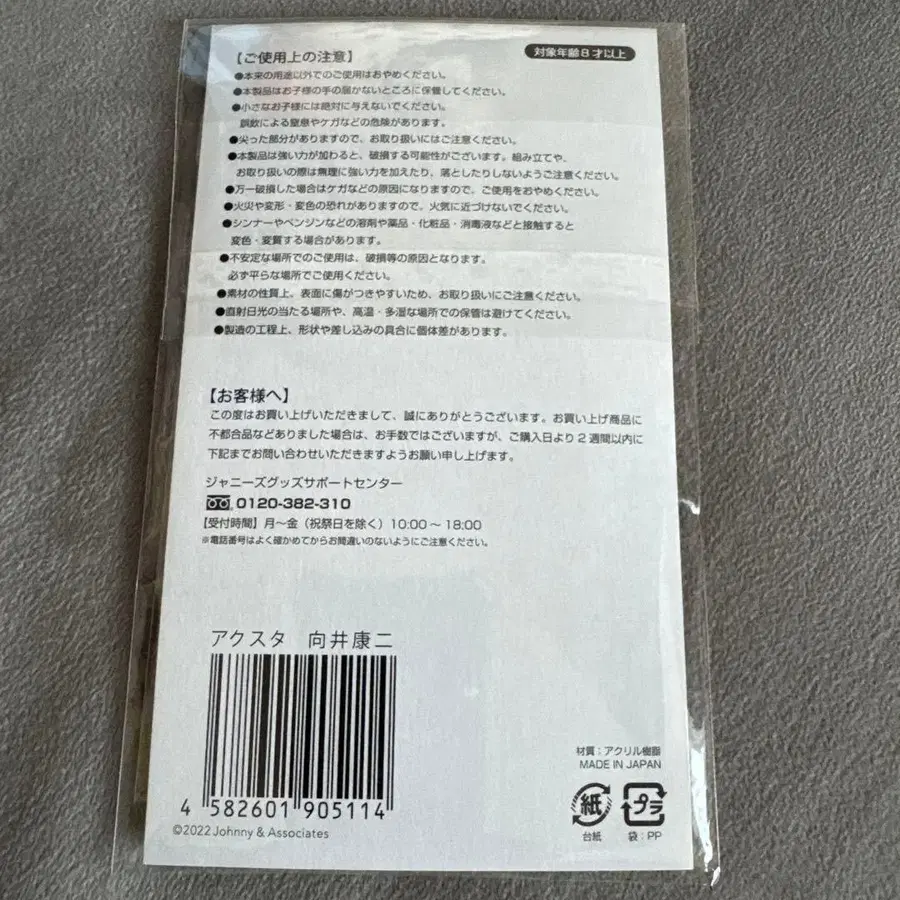 【ご使用上の注意】
対象年齢8才以上
●本来の用途以外でのご使用はおやめください。
●本製品はお子様の手の届かないところに保管してください。
●小さなお子様には絶対に与えないでください。
誤飲による窒息やケガなどの危険があります。
●尖った部分がありますので、お取り扱いにはご注意ください。
●本製品は強い力が加わると、破損する可能性がございます。組み立てや、
お取り扱いの際は無理に強い力を加えたり、落としたりしないようご注意ください。
●万一破損した場合はケガなどの原因になりますので、ご使用をおやめください。
●火災や変形・変色の恐れがありますので、火気に近づけないでください。
●シンナーやベンジンなどの溶剤や薬品・化粧品・消毒液などと接触すると
変色・変質する場合があります。
●不安定な場所でのご使用は、破損等の原因となります。
必ず平らな場所でご使用ください。
●素材の性質上、表面に傷がつきやすいため、お取り扱いにご注意ください。
●直射日光の当たる場所や、高温・多湿な場所での保管は避けてください。
●製造の工程上、形状や差し込みの具合に個体差があります。
【お客様へ】
この度はお買い上げいただきまして、誠にありがとうございます。お買い上げ商品に
不都合品などありました場合は、お手数ではございますが、ご購入日より2週間以内に
下記までお問い合わせいただきますようお願い申し上げます。
ジャニーズグッズサポートセンター
0120-382-310
【受付時間】月〜金（祝祭日を除く）10:00〜18:00
※電話番号はよく確かめてからお間違いのないようにご注意ください。
アクスタ 向井康二
4 582601 905114
©2022 Johnny & Associates
材質：アクリル樹脂
MADE IN JAPAN
紙
プラ
台紙
袋：PP